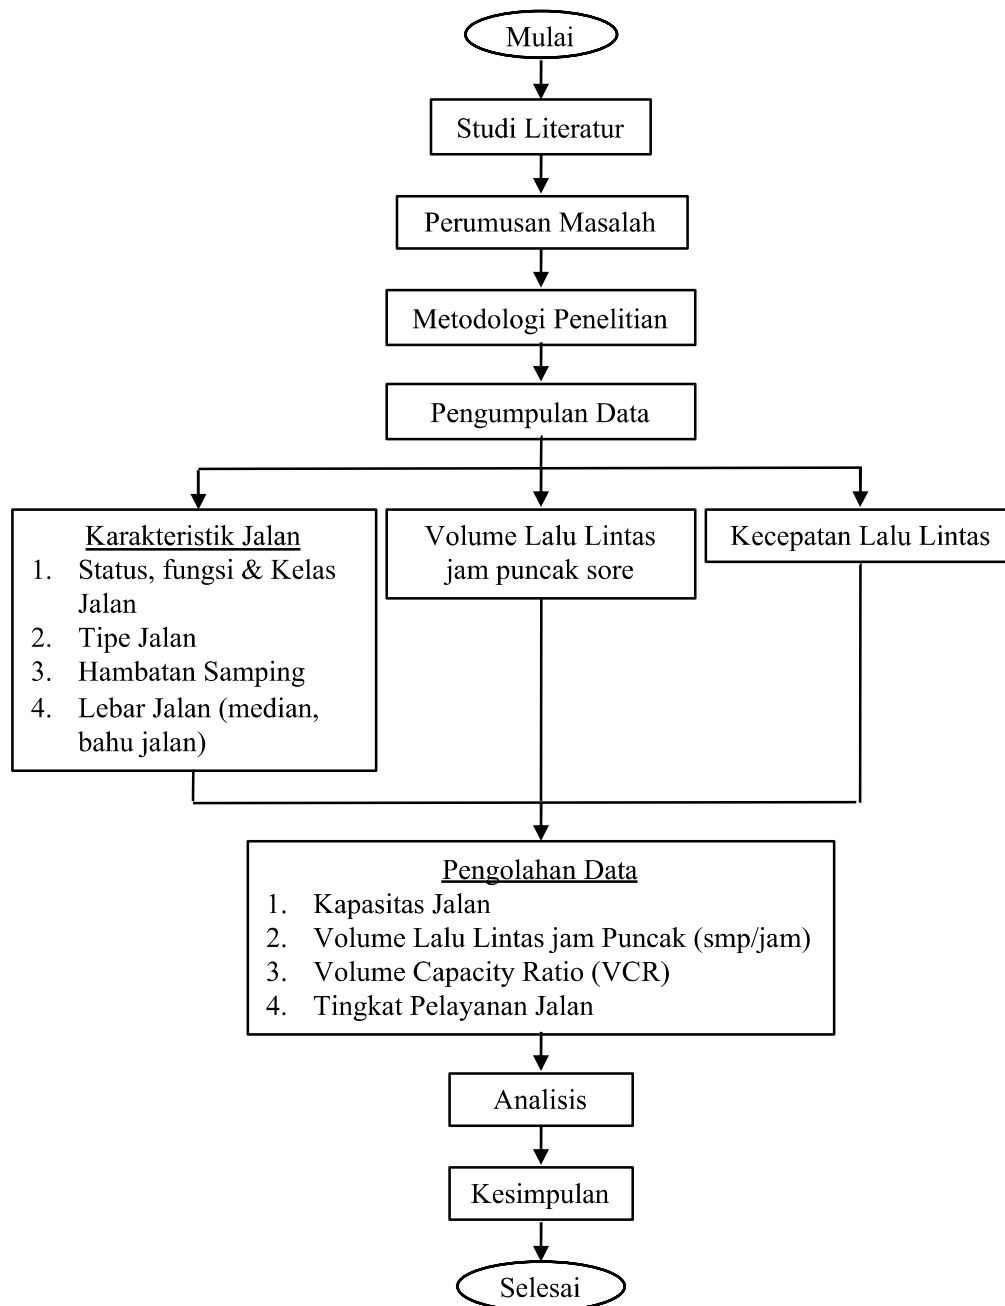 Mulai
Studi Literatur
Perumusan Masalah
Metodologi Penelitian
Pengumpulan Data
Karakteristik Jalan
1. Status, fungsi & Kelas
Jalan
2. Tipe Jalan
3. Hambatan Samping
4. Lebar Jalan (median,
bahu jalan)
Volume Lalu Lintas
jam puncak sore
Kecepatan Lalu Lintas
Pengolahan Data
1. Kapasitas Jalan
2. Volume Lalu Lintas jam Puncak (smp/jam)
3. Volume Capacity Ratio (VCR)
4. Tingkat Pelayanan Jalan
Analisis
Kesimpulan
Selesai